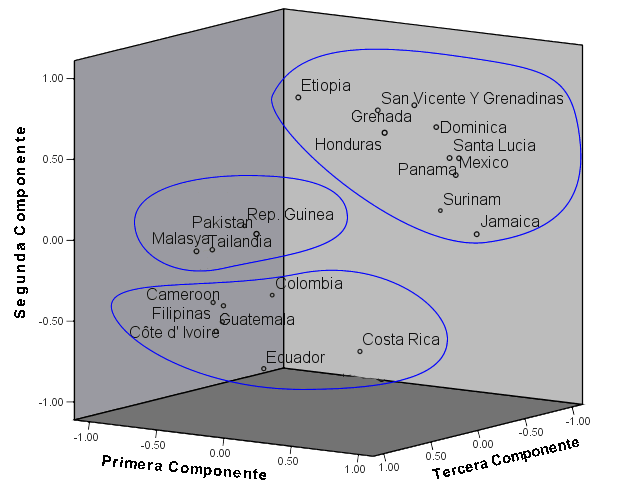 1.00
0.50
0.00
-0.50
-1.00
Segunda Componente
Etiopia
San Vicente Y Grenadinas
Grenada
Dominica
Honduras
Santa Lucia
Panama
Mexico
Surinam
Jamaica
Rep. Guinea
Pakistan
Malasya
Tailandia
Colombia
Cameroon
Filipinas
Guatemala
Côte d' Ivoire
Costa Rica
Ecuador
-1.00
-0.50
0.00
0.50
1.00
Primera Componente
1.00
0.50
0.00
-0.50
-1.00
Tercera Componente